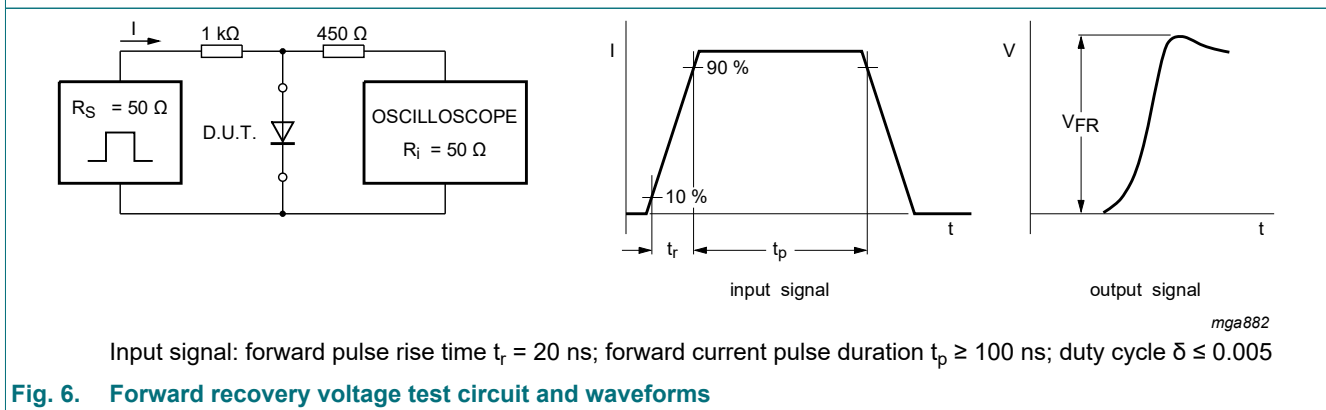 I
1 kΩ
450 Ω
R_S = 50 Ω
D.U.T.
OSCILLOSCOPE
R_i = 50 Ω
I
90 %
10 %
t_r
t_p
t
input signal
V
V_FR
t
output signal
mga882
Input signal: forward pulse rise time t_r = 20 ns; forward current pulse duration t_p ≥ 100 ns; duty cycle δ ≤ 0.005
Fig. 6. Forward recovery voltage test circuit and waveforms